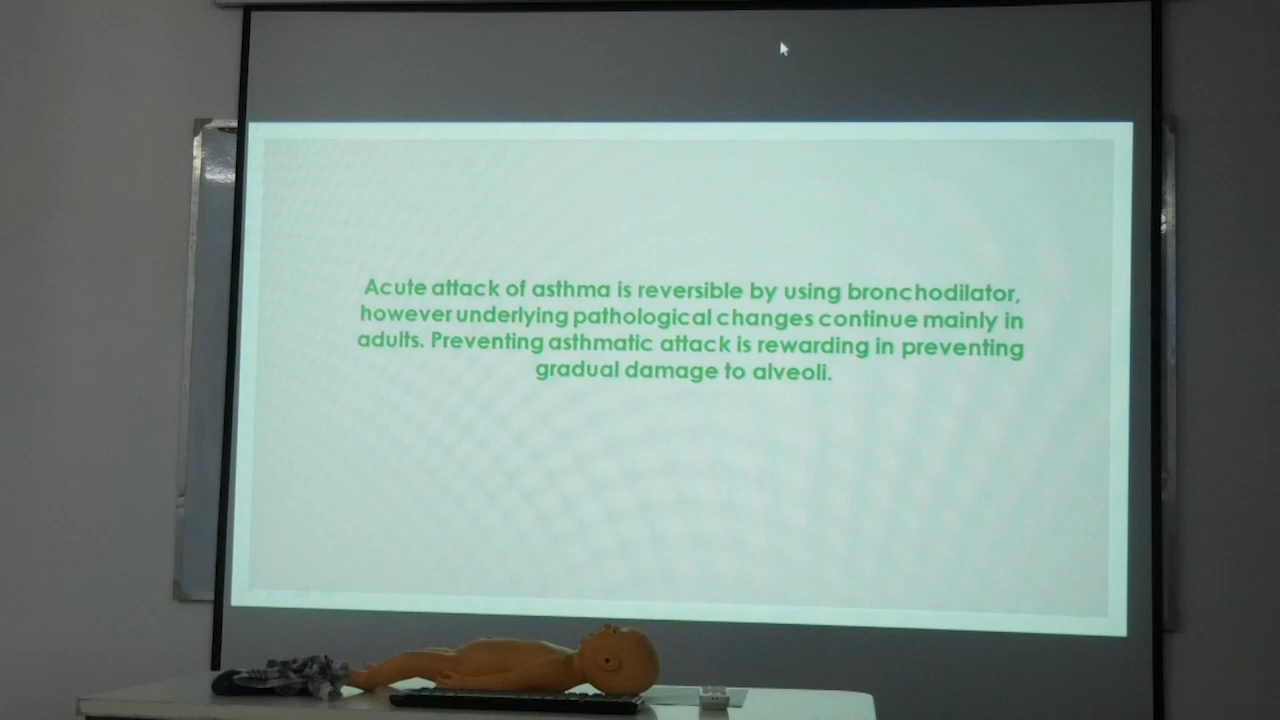 Acute attack of asthma is reversible by using bronchodilator,
however underlying pathological changes continue mainly in
adults. Preventing asthmatic attack is rewarding in preventing
gradual damage to alveoli.